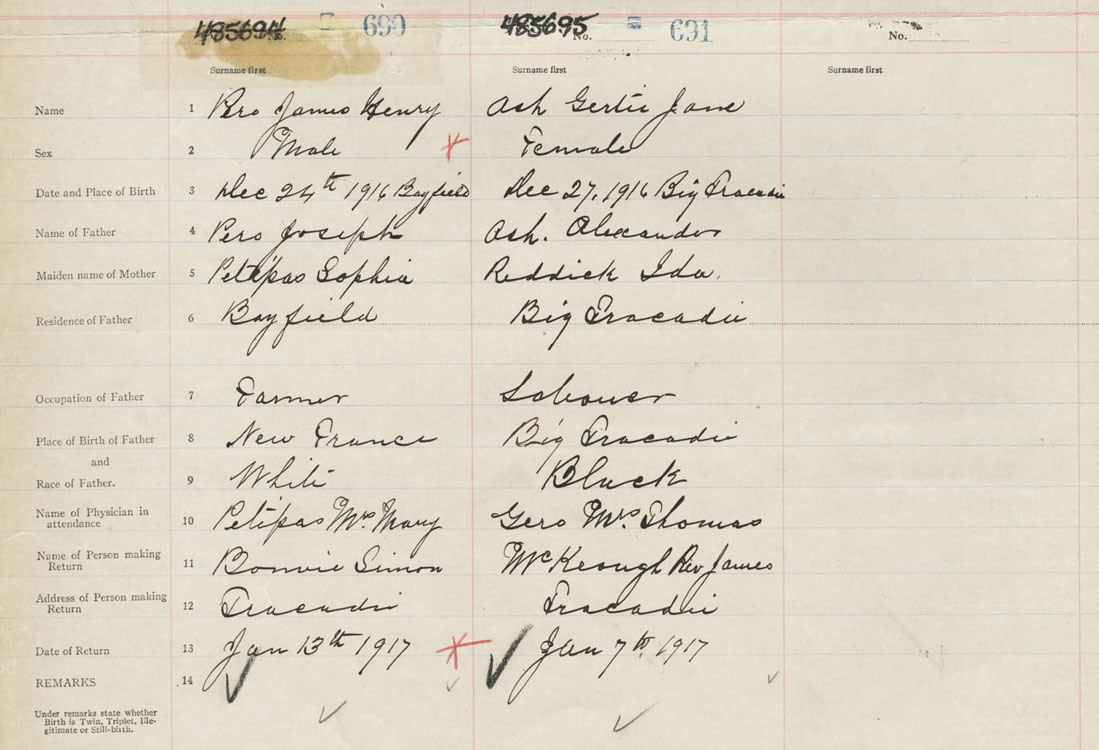 485694 No. = 690 485695 No. = 691 No.
Surname first Surname first Surname first
Name 1 Pero James Henry Ash Gertie Jane
Sex 2 Male Female
Date and Place of Birth 3 Dec 24th 1916 Bayfield Dec 27, 1916 Big Tracadie
Name of Father 4 Pero Joseph Ash. Alexander
Maiden name of Mother 5 Petipas Sophia Reddick Ida.
Residence of Father 6 Bayfield Big Tracadie
Occupation of Father 7 Farmer Labourer
Place of Birth of Father 8 New France Big Tracadie
and
Race of Father. 9 White Black
Name of Physician in
attendance 10 Petipas Mrs. Mary Gero Mrs. Thomas
Name of Person making
Return 11 Bonvie Simon McKeough Rev James
Address of Person making
Return 12 Tracadie Tracadie
Date of Return 13 Jan 13th 1917 Jan 7th 1917
REMARKS 14
Under remarks state whether
Birth is Twin, Triplet, Ille-
gitimate or Still-birth.